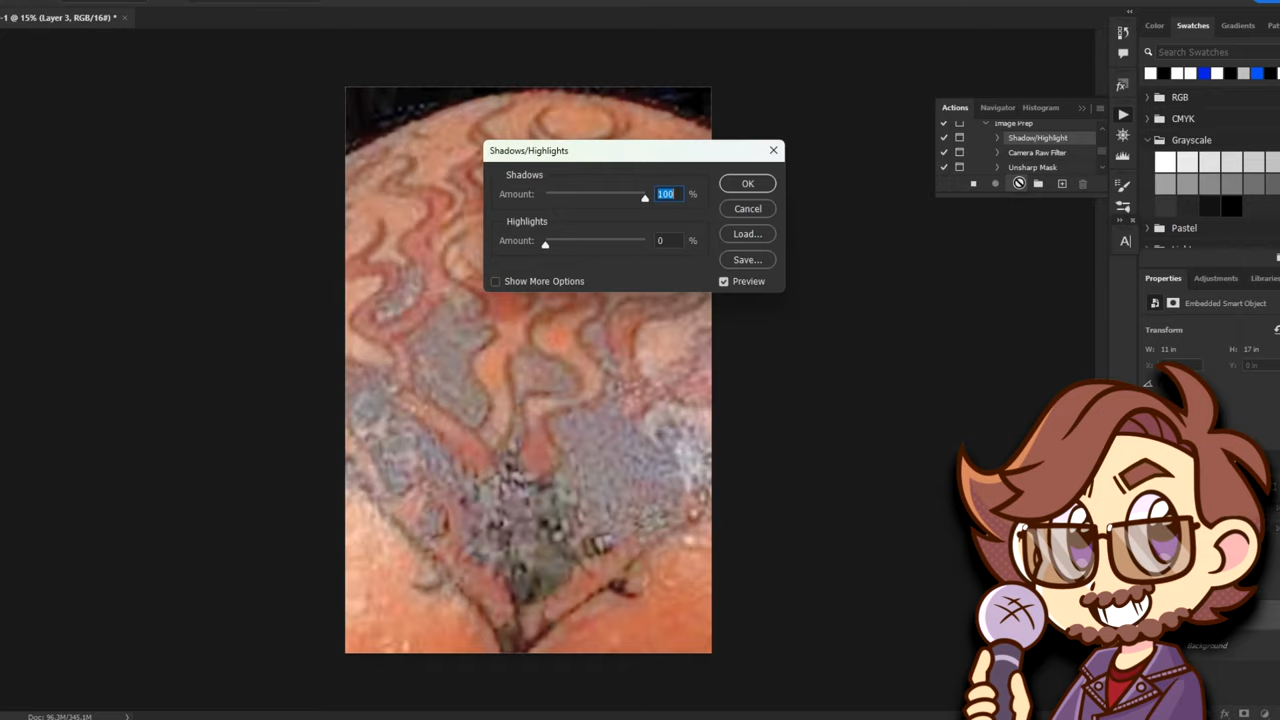 -1 @ 15% (Layer 3, RGB/16#) *
Color Swatches Gradients
Search Swatches
RGB
CMYK
Grayscale
Pastel
Actions Navigator Histogram
Image Prep
Shadow/Highlight
Camera Raw Filter
Unsharp Mask
Shadows/Highlights
Shadows
Amount: 100 %
Highlights
Amount: 0 %
Show More Options
OK
Cancel
Load...
Save...
Preview
Properties Adjustments Libraries
Embedded Smart Object
Transform
W: 11 in H: 17 in
X: Y: 0 in
Background
Doc: 96.3M/345.1M